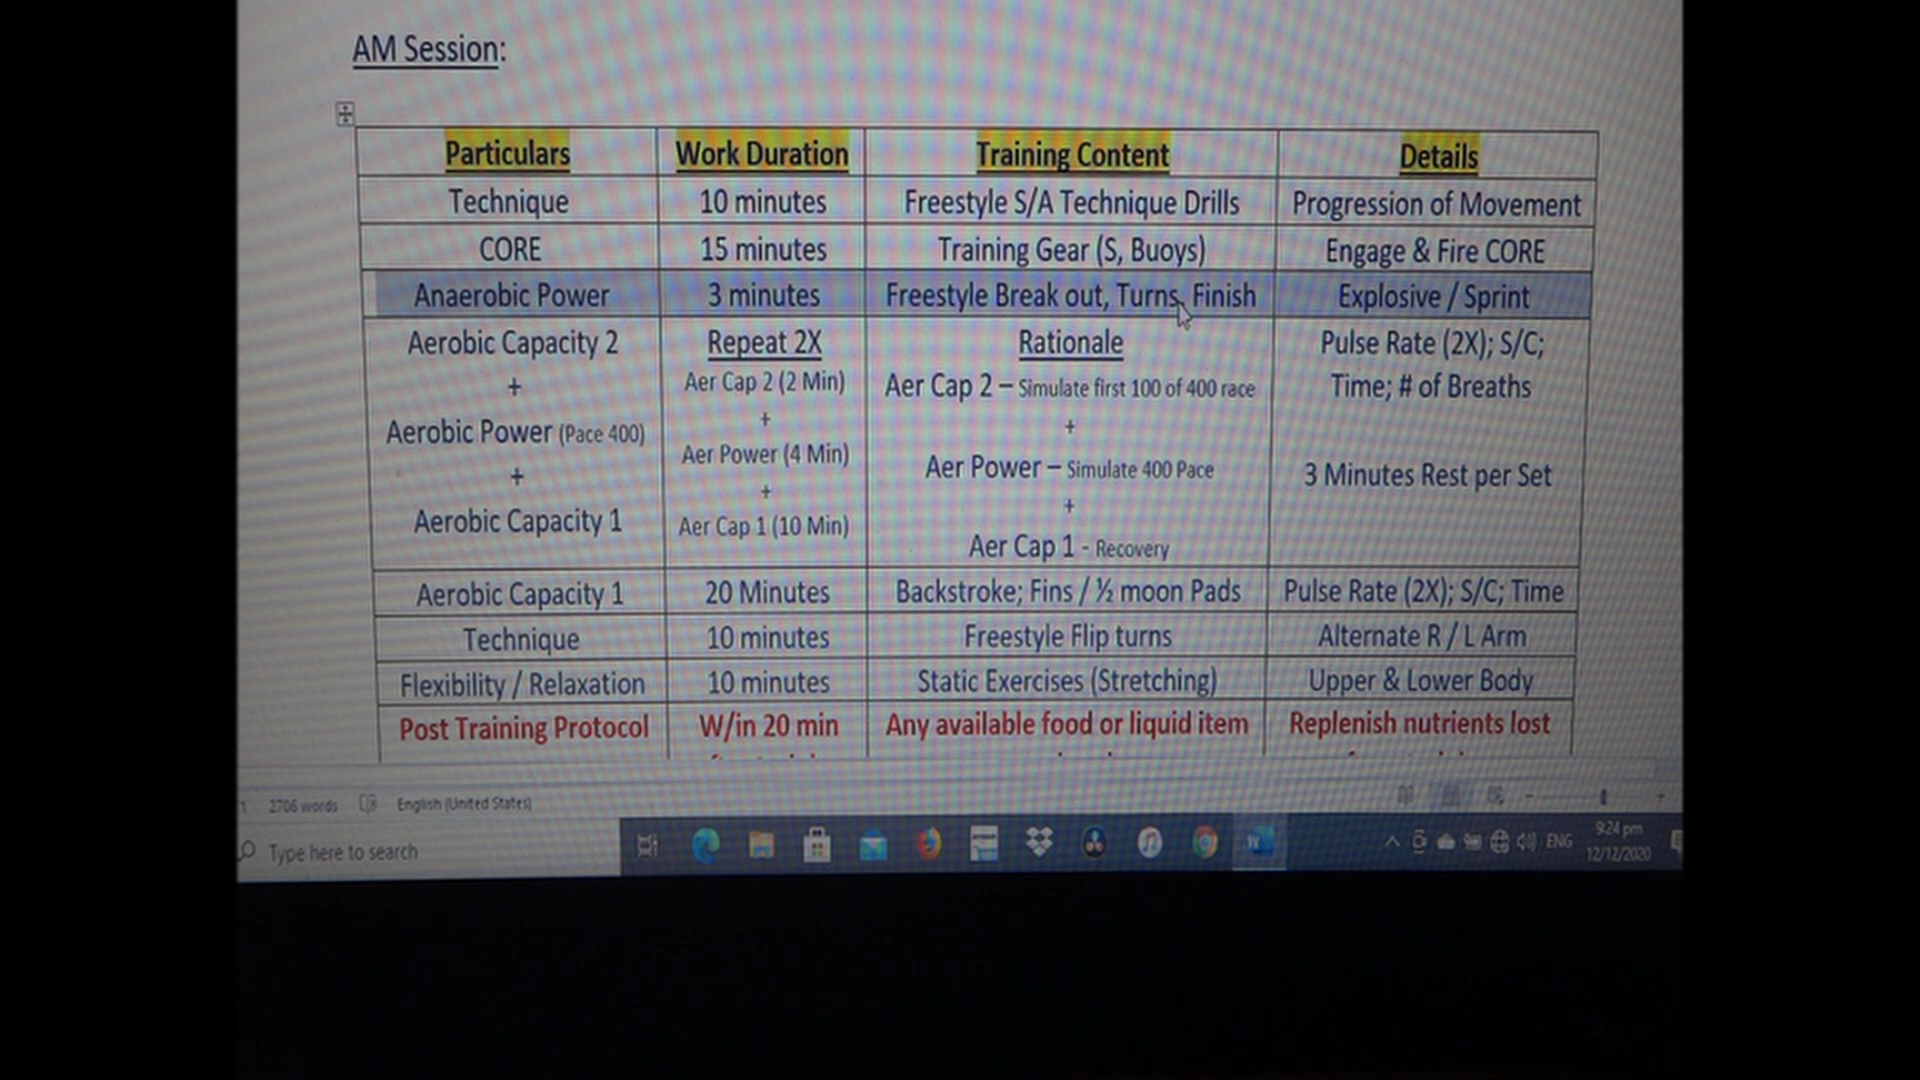 AM Session:
Particulars Work Duration Training Content Details
Technique 10 minutes Freestyle S/A Technique Drills Progression of Movement
CORE 15 minutes Training Gear (S, Buoys) Engage & Fire CORE
Anaerobic Power 3 minutes Freestyle Break out, Turns, Finish Explosive / Sprint
Aerobic Capacity 2
+
Aerobic Power (Pace 400)
+
Aerobic Capacity 1
Repeat 2X
Aer Cap 2 (2 Min)
+
Aer Power (4 Min)
+
Aer Cap 1 (10 Min)
Rationale
Aer Cap 2 – Simulate first 100 of 400 race
+
Aer Power – Simulate 400 Pace
+
Aer Cap 1 - Recovery
Pulse Rate (2X); S/C;
Time; # of Breaths
3 Minutes Rest per Set
Aerobic Capacity 1 20 Minutes Backstroke; Fins / ½ moon Pads Pulse Rate (2X); S/C; Time
Technique 10 minutes Freestyle Flip turns Alternate R / L Arm
Flexibility / Relaxation 10 minutes Static Exercises (Stretching) Upper & Lower Body
Post Training Protocol W/in 20 min Any available food or liquid item Replenish nutrients lost
2706 words English (United States)
Type here to search
ENG
9:24 pm
12/12/2020